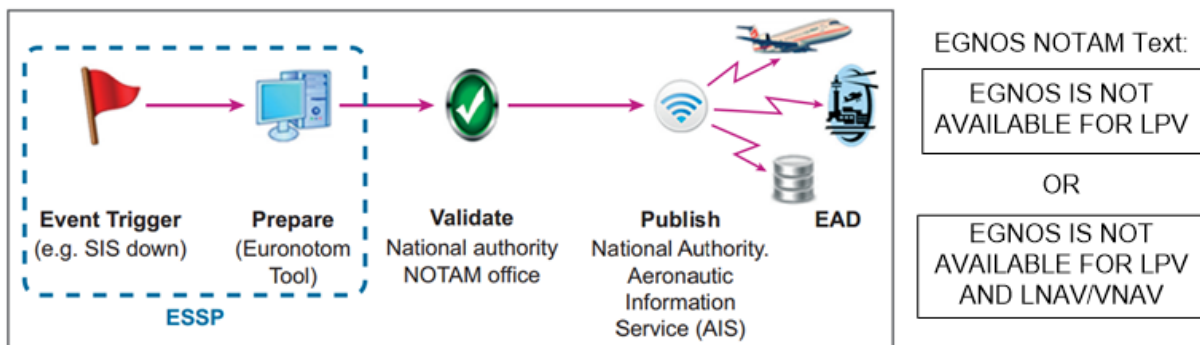 Event Trigger
(e.g. SIS down)
Prepare
(Euronotom
Tool)
ESSP
Validate
National authority
NOTAM office
Publish
National Authority.
Aeronautic
Information
Service (AIS)
EAD
EGNOS NOTAM Text:
EGNOS IS NOT
AVAILABLE FOR LPV
OR
EGNOS IS NOT
AVAILABLE FOR LPV
AND LNAV/VNAV